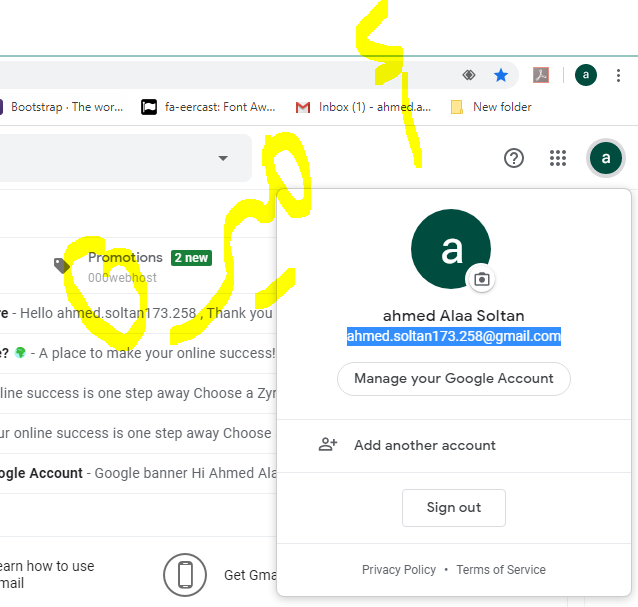 a
Bootstrap · The wor...
fa-eercast: Font Aw...
Inbox (1) - ahmed.a...
New folder
a
Promotions 2 new
000webhost
a
re - Hello ahmed.soltan173.258 , Thank you
ahmed Alaa Soltan
e? - A place to make your online success!
ahmed.soltan173.258@gmail.com
Manage your Google Account
line success is one step away Choose a Zyr
ur online success is one step away Choose
Add another account
ogle Account - Google banner Hi Ahmed Ala
Sign out
earn how to use
mail
Get Gma
Privacy Policy • Terms of Service